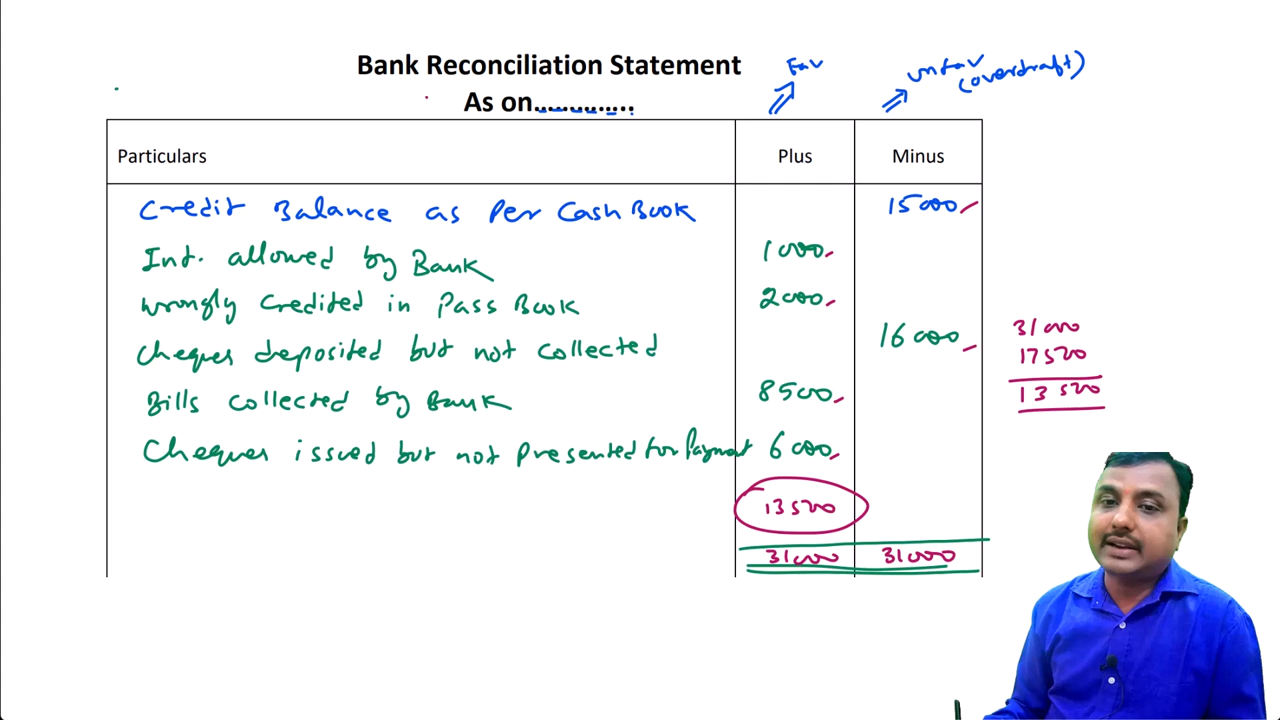 Bank Reconciliation Statement
As on.............
Fav
unfav
(overdraft)
Particulars Plus Minus
Credit Balance as Per Cash Book 15000
Int. allowed by Bank 1000
Wrongly credited in Pass Book 2000
Cheques deposited but not collected 16000
Bills collected by Bank 8500
Cheques issued but not presented for Payment 6000
13500
31000 31000
31000
17500
13500